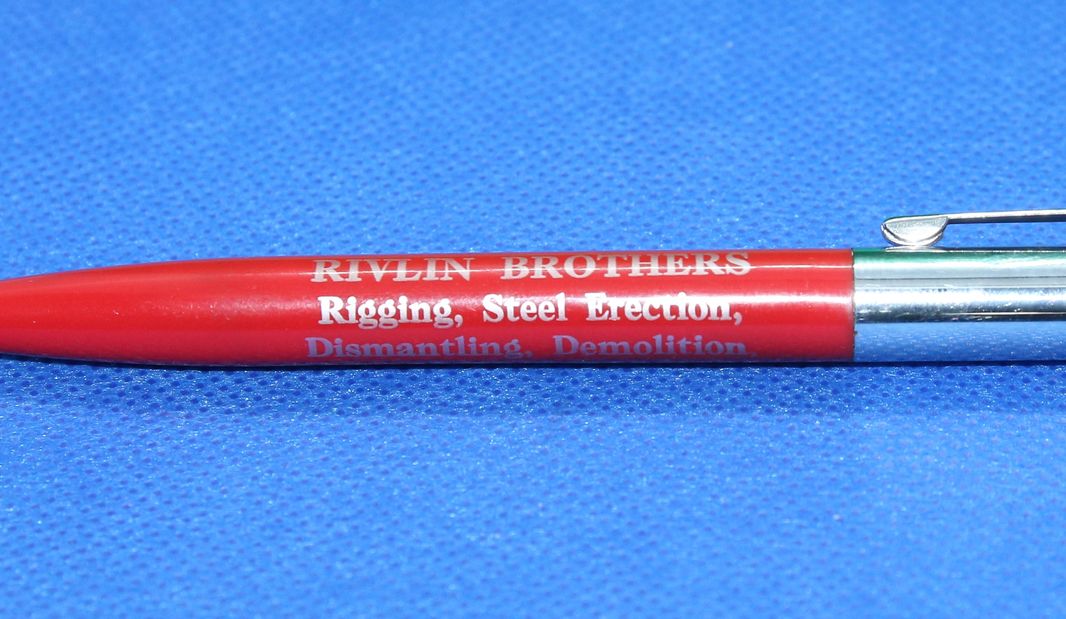 RIVLIN BROTHERS
Rigging, Steel Erection,
Dismantling, Demolition,